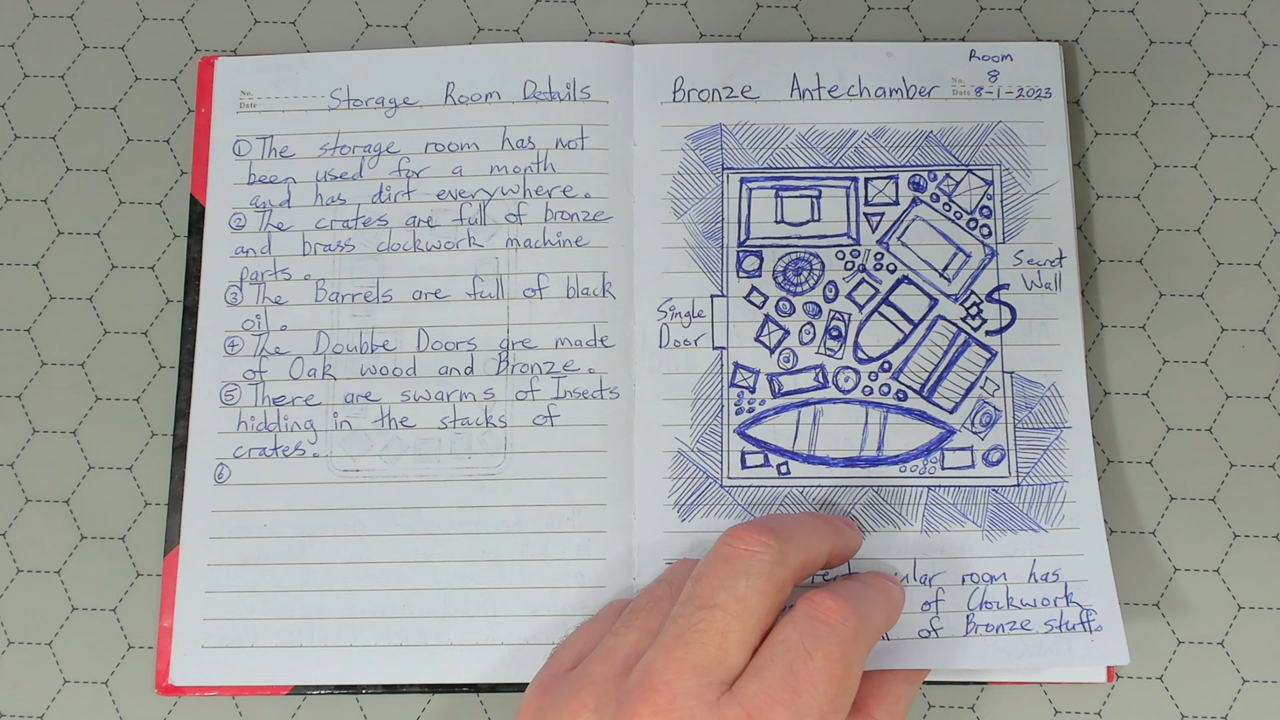 No.
Date
Storage Room Details
① The storage room has not
been used for a month
and has dirt everywhere.
② The crates are full of bronze
and brass clockwork machine
parts.
③ The Barrels are full of black
oil.
④ The Doubbe Doors are made
of Oak wood and Bronze.
⑤ There are swarms of Insects
hidding in the stacks of
crates.
⑥
Room
8
Bronze Antechamber
No.
Date 8-1-2023
Secret
Wall
S
Single
Door
room has
of Clockwork
of Bronze stuff.